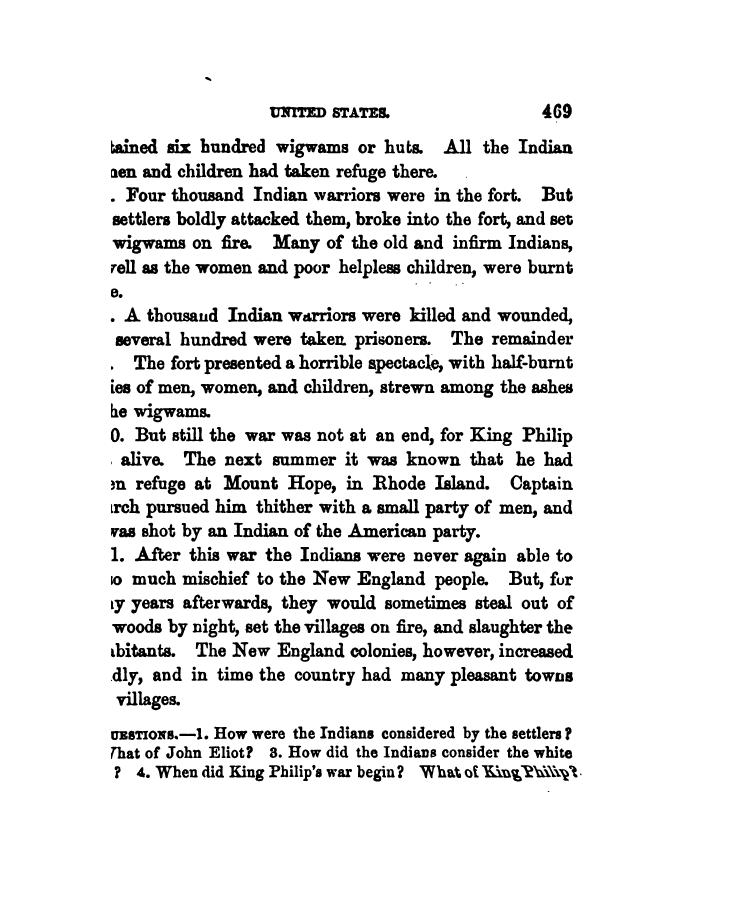 UNITED STATES. 469
tained six hundred wigwams or huts. All the Indian
men and children had taken refuge there.
. Four thousand Indian warriors were in the fort. But
settlers boldly attacked them, broke into the fort, and set
wigwams on fire. Many of the old and infirm Indians,
well as the women and poor helpless children, were burnt
e.
. A thousand Indian warriors were killed and wounded,
several hundred were taken prisoners. The remainder
. The fort presented a horrible spectacle, with half-burnt
ies of men, women, and children, strewn among the ashes
he wigwams.
0. But still the war was not at an end, for King Philip
alive. The next summer it was known that he had
en refuge at Mount Hope, in Rhode Island. Captain
urch pursued him thither with a small party of men, and
was shot by an Indian of the American party.
1. After this war the Indians were never again able to
so much mischief to the New England people. But, for
ny years afterwards, they would sometimes steal out of
woods by night, set the villages on fire, and slaughter the
abitants. The New England colonies, however, increased
dly, and in time the country had many pleasant towns
villages.
UESTIONS.—1. How were the Indians considered by the settlers?
What of John Eliot? 3. How did the Indians consider the white
? 4. When did King Philip's war begin? What of King Philip?